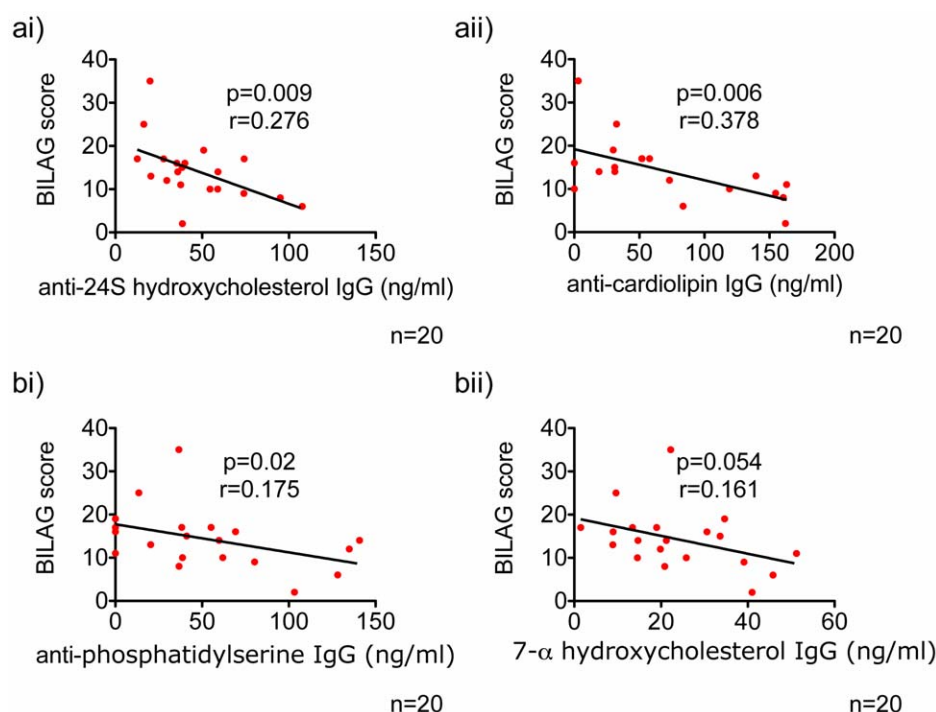 ai)
BILAG score
40
30
20
10
0
p=0.009
r=0.276
0 50 100 150
anti-24S hydroxycholesterol IgG (ng/ml)
n=20
aii)
BILAG score
40
30
20
10
0
p=0.006
r=0.378
0 50 100 150 200
anti-cardiolipin IgG (ng/ml)
n=20
bi)
BILAG score
40
30
20
10
0
p=0.02
r=0.175
0 50 100 150
anti-phosphatidylserine IgG (ng/ml)
n=20
bii)
BILAG score
40
30
20
10
0
p=0.054
r=0.161
0 20 40 60
7-α hydroxycholesterol IgG (ng/ml)
n=20